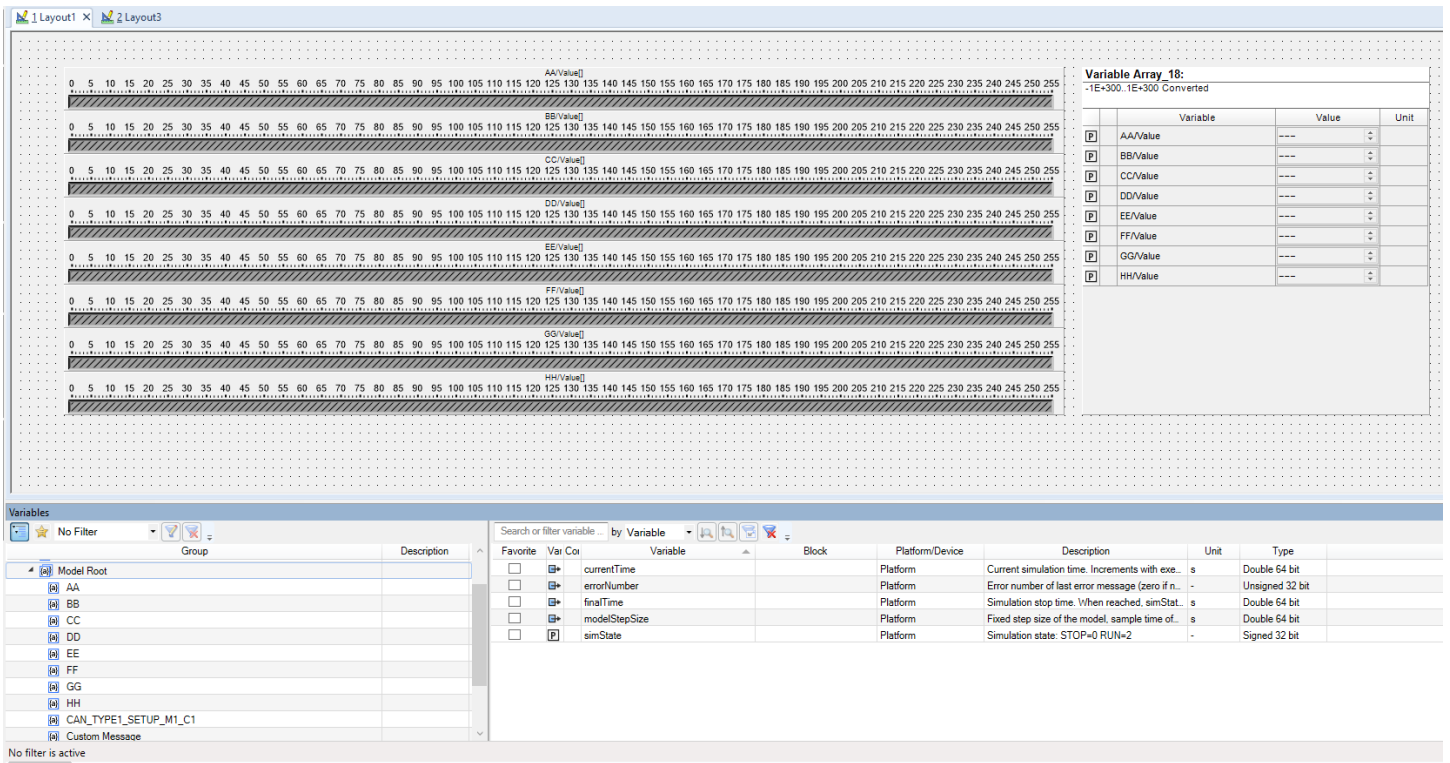 1 Layout1 × 2 Layout3
AA/Value[]
0 5 10 15 20 25 30 35 40 45 50 55 60 65 70 75 80 85 90 95 100 105 110 115 120 125 130 135 140 145 150 155 160 165 170 175 180 185 190 195 200 205 210 215 220 225 230 235 240 245 250 255
BB/Value[]
0 5 10 15 20 25 30 35 40 45 50 55 60 65 70 75 80 85 90 95 100 105 110 115 120 125 130 135 140 145 150 155 160 165 170 175 180 185 190 195 200 205 210 215 220 225 230 235 240 245 250 255
CC/Value[]
0 5 10 15 20 25 30 35 40 45 50 55 60 65 70 75 80 85 90 95 100 105 110 115 120 125 130 135 140 145 150 155 160 165 170 175 180 185 190 195 200 205 210 215 220 225 230 235 240 245 250 255
DD/Value[]
0 5 10 15 20 25 30 35 40 45 50 55 60 65 70 75 80 85 90 95 100 105 110 115 120 125 130 135 140 145 150 155 160 165 170 175 180 185 190 195 200 205 210 215 220 225 230 235 240 245 250 255
EE/Value[]
0 5 10 15 20 25 30 35 40 45 50 55 60 65 70 75 80 85 90 95 100 105 110 115 120 125 130 135 140 145 150 155 160 165 170 175 180 185 190 195 200 205 210 215 220 225 230 235 240 245 250 255
FF/Value[]
0 5 10 15 20 25 30 35 40 45 50 55 60 65 70 75 80 85 90 95 100 105 110 115 120 125 130 135 140 145 150 155 160 165 170 175 180 185 190 195 200 205 210 215 220 225 230 235 240 245 250 255
GG/Value[]
0 5 10 15 20 25 30 35 40 45 50 55 60 65 70 75 80 85 90 95 100 105 110 115 120 125 130 135 140 145 150 155 160 165 170 175 180 185 190 195 200 205 210 215 220 225 230 235 240 245 250 255
HH/Value[]
0 5 10 15 20 25 30 35 40 45 50 55 60 65 70 75 80 85 90 95 100 105 110 115 120 125 130 135 140 145 150 155 160 165 170 175 180 185 190 195 200 205 210 215 220 225 230 235 240 245 250 255
Variable Array_18:
-1E+300..1E+300 Converted
Variable Value Unit
P AA/Value ---
P BB/Value ---
P CC/Value ---
P DD/Value ---
P EE/Value ---
P FF/Value ---
P GG/Value ---
P HH/Value ---
Variables
No Filter
Group Description
Model Root
AA
BB
CC
DD
EE
FF
GG
HH
CAN_TYPE1_SETUP_M1_C1
Custom Message
Search or filter variable ... by Variable
Favorite Var Cor Variable Block Platform/Device Description Unit Type
currentTime Platform Current simulation time. Increments with exe... s Double 64 bit
errorNumber Platform Error number of last error message (zero if n... - Unsigned 32 bit
finalTime Platform Simulation stop time. When reached, simStat... s Double 64 bit
modelStepSize Platform Fixed step size of the model, sample time of... s Double 64 bit
P simState Platform Simulation state: STOP=0 RUN=2 - Signed 32 bit
No filter is active